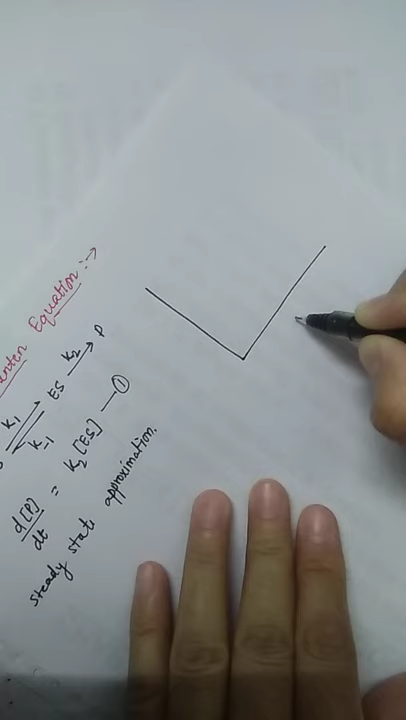 Equation :→
k₁ ES k₂ P
k₋₁
d[P]/dt = k₂[ES] — ①
steady state approximation.